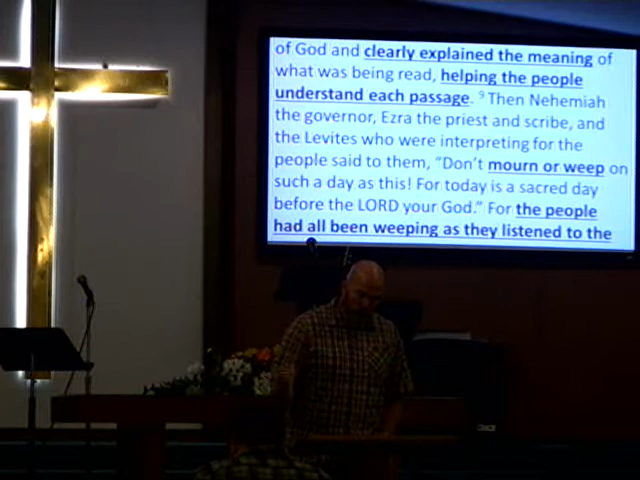 of God and clearly explained the meaning of
what was being read, helping the people
understand each passage. 9 Then Nehemiah
the governor, Ezra the priest and scribe, and
the Levites who were interpreting for the
people said to them, “Don’t mourn or weep on
such a day as this! For today is a sacred day
before the LORD your God.” For the people
had all been weeping as they listened to the